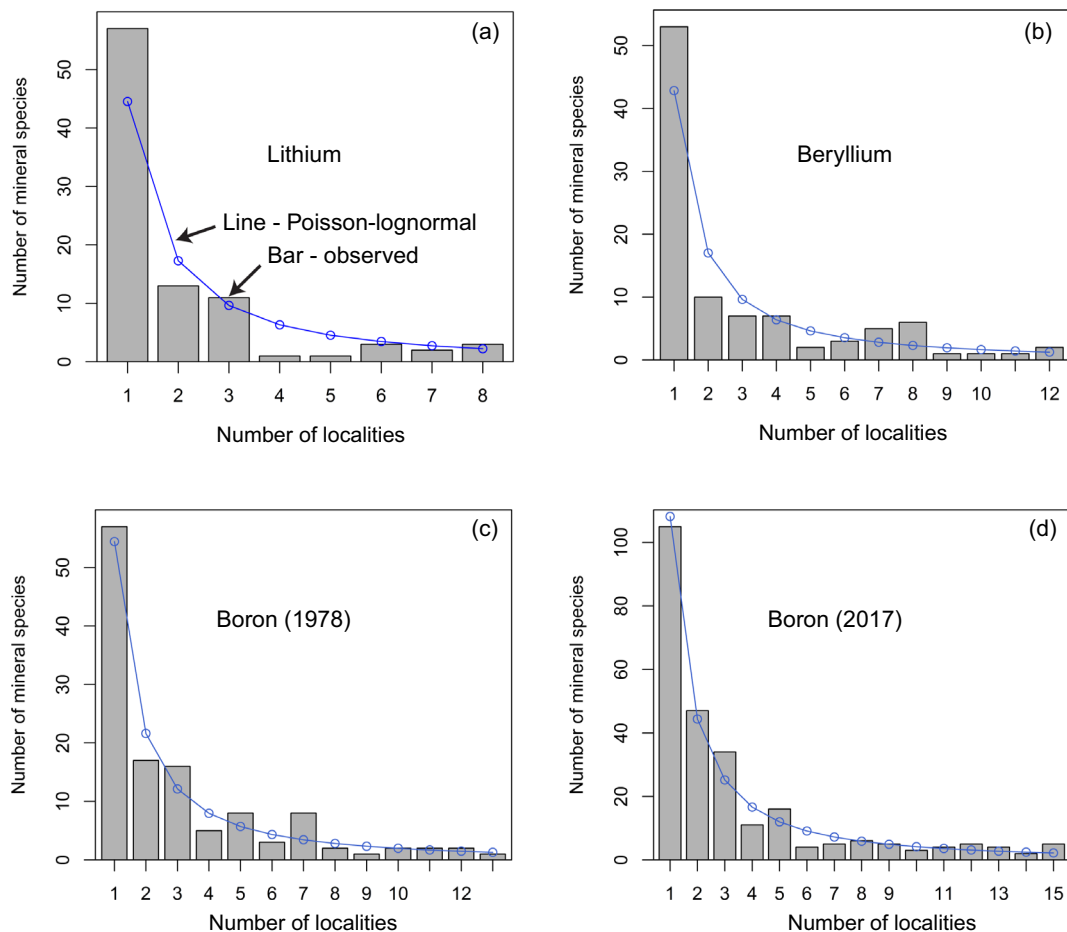 (a)
Number of mineral species
50
40
30
20
10
0
Lithium
Line - Poisson-lognormal
Bar - observed
1 2 3 4 5 6 7 8
Number of localities
(b)
Number of mineral species
50
40
30
20
10
0
Beryllium
1 2 3 4 5 6 7 8 9 10 12
Number of localities
(c)
Number of mineral species
50
40
30
20
10
0
Boron (1978)
1 2 3 4 5 6 7 8 9 10 12
Number of localities
(d)
Number of mineral species
100
80
60
40
20
0
Boron (2017)
1 2 3 4 5 6 7 8 9 11 13 15
Number of localities